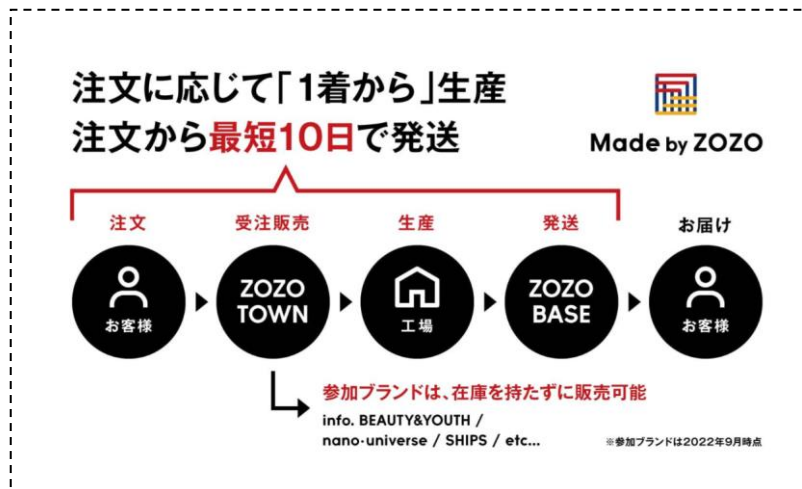 注文に応じて「1着から」生産
注文から最短10日で発送
Made by ZOZO
注文
受注販売
生産
発送
お届け
お客様
ZOZO
TOWN
工場
ZOZO
BASE
お客様
参加ブランドは、在庫を持たずに販売可能
info. BEAUTY&YOUTH /
nano・universe / SHIPS / etc...
※参加ブランドは2022年9月時点